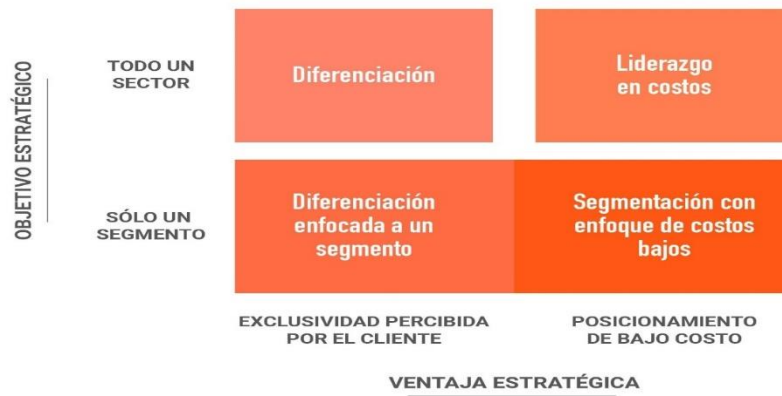 OBJETIVO ESTRATÉGICO
TODO UN
SECTOR
Diferenciación
Liderazgo
en costos
SÓLO UN
SEGMENTO
Diferenciación
enfocada a un
segmento
Segmentación con
enfoque de costos
bajos
EXCLUSIVIDAD PERCIBIDA
POR EL CLIENTE
POSICIONAMIENTO
DE BAJO COSTO
VENTAJA ESTRATÉGICA